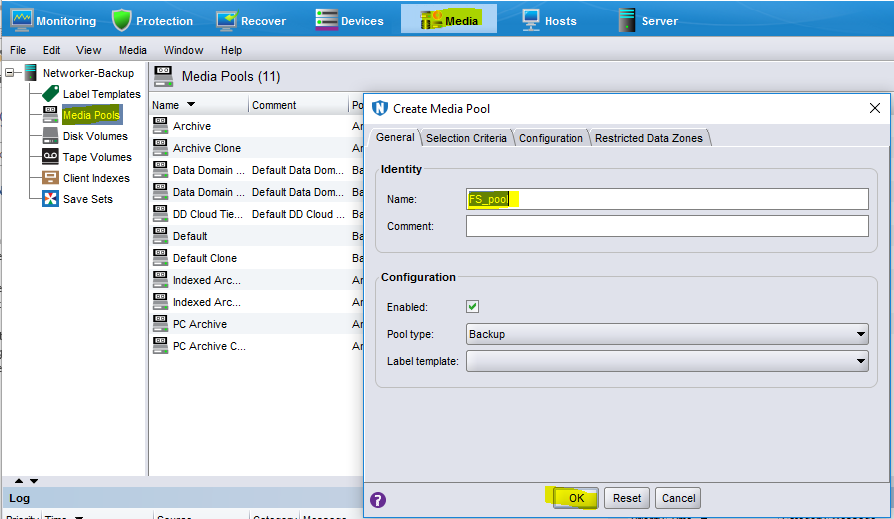 Monitoring Protection Recover Devices Media Hosts Server
File Edit View Media Window Help
Networker-Backup
Label Templates
Media Pools
Disk Volumes
Tape Volumes
Client Indexes
Save Sets
Media Pools (11)
Name Comment Po
Archive Ar
Archive Clone Ar
Data Domain ... Default Data Dom... Ba
Data Domain ... Default Data Dom... Ba
DD Cloud Tie... Default DD Cloud ... Ba
Default Ba
Default Clone Ba
Indexed Arc... Ar
Indexed Arc... Ar
PC Archive Ar
PC Archive C... Ar
Create Media Pool
General Selection Criteria Configuration Restricted Data Zones
Identity
Name: FS_pool
Comment:
Configuration
Enabled:
Pool type: Backup
Label template:
? OK Reset Cancel
Log
Priority Time Source Category Message